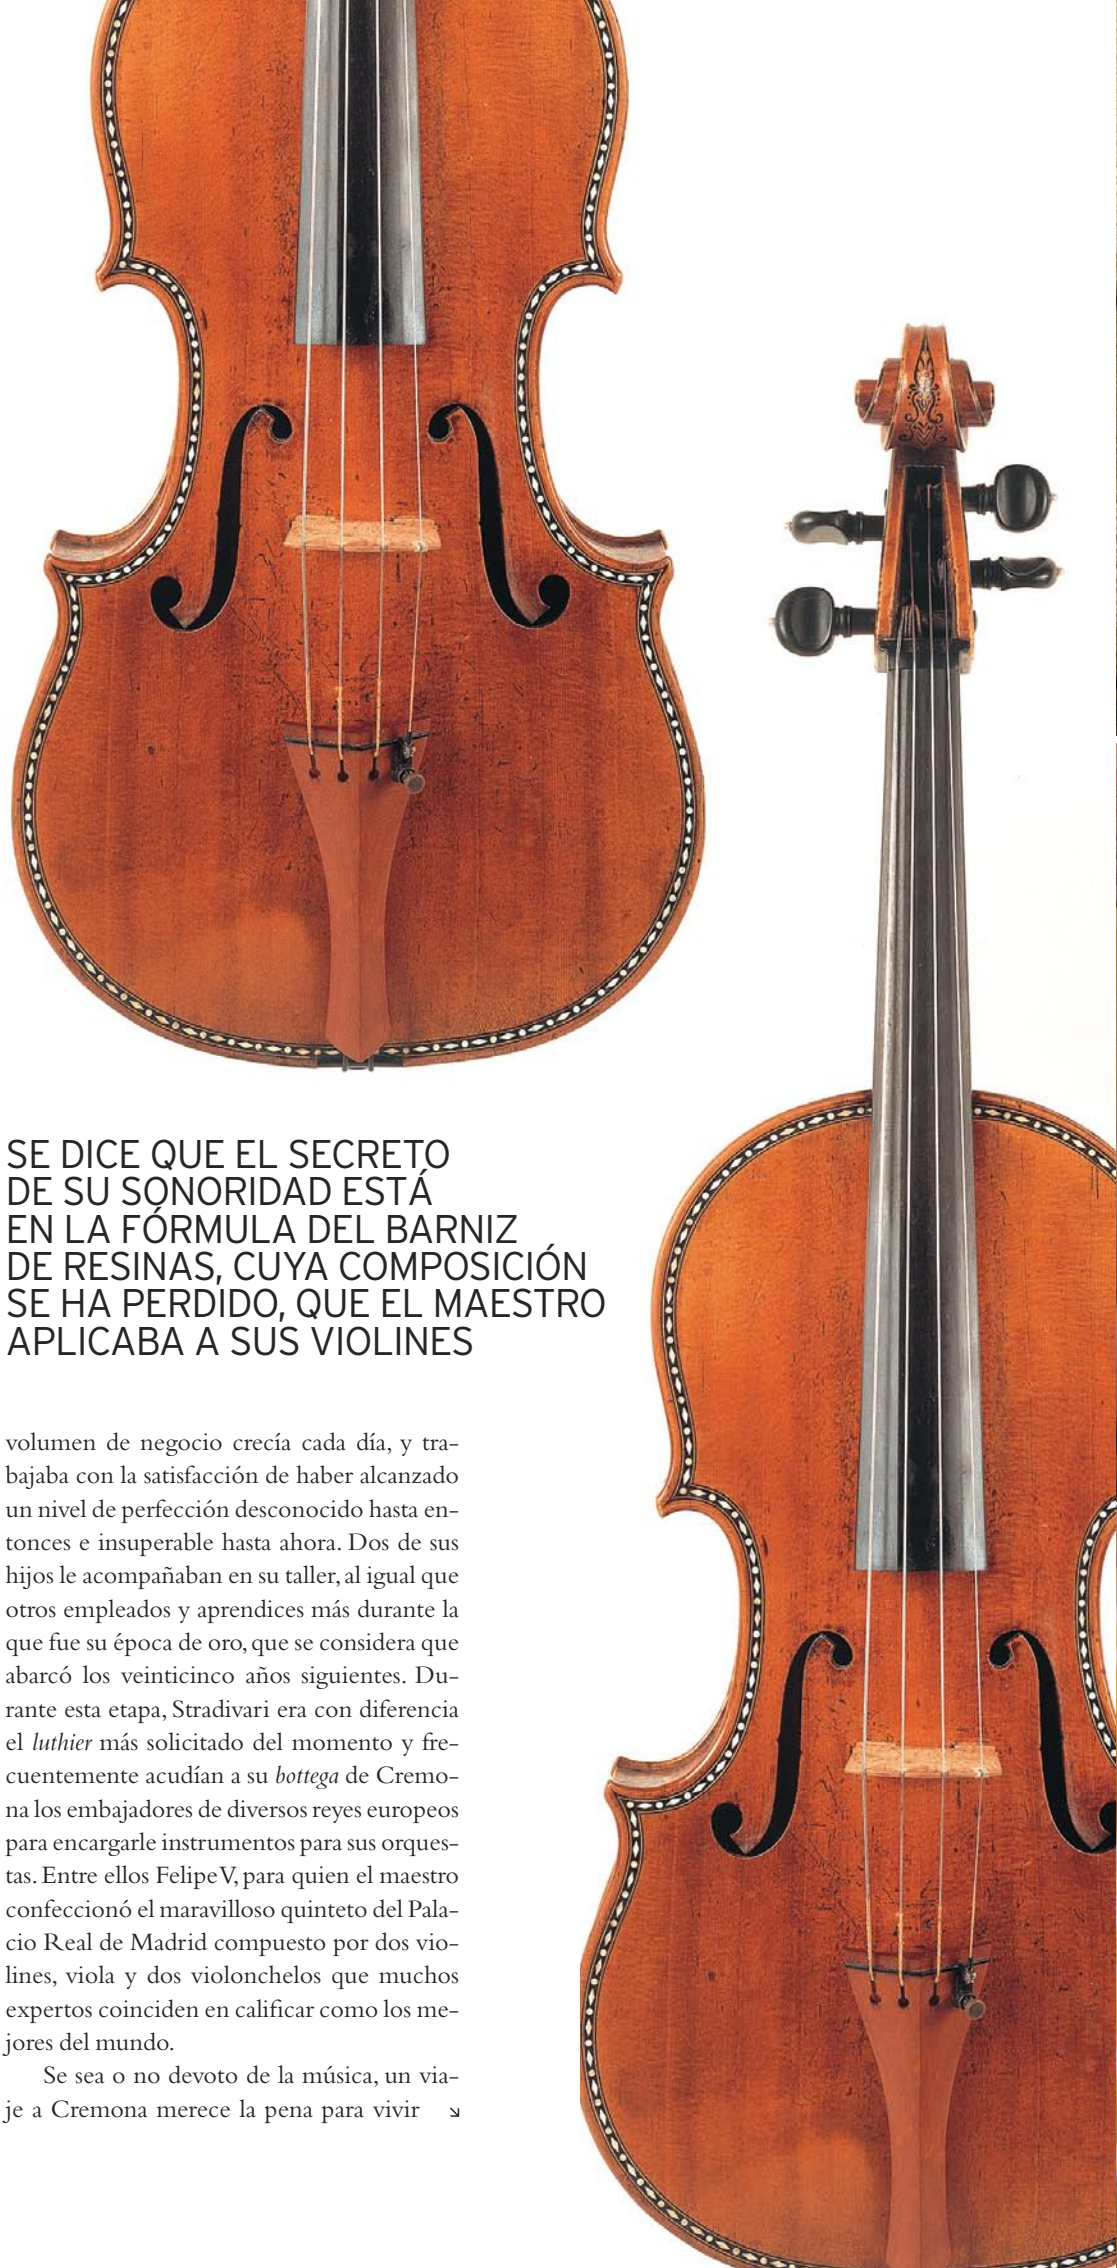 SE DICE QUE EL SECRETO
DE SU SONORIDAD ESTÁ
EN LA FÓRMULA DEL BARNIZ
DE RESINAS, CUYA COMPOSICIÓN
SE HA PERDIDO, QUE EL MAESTRO
APLICABA A SUS VIOLINES
volumen de negocio crecía cada día, y tra-
bajaba con la satisfacción de haber alcanzado
un nivel de perfección desconocido hasta en-
tonces e insuperable hasta ahora. Dos de sus
hijos le acompañaban en su taller, al igual que
otros empleados y aprendices más durante la
que fue su época de oro, que se considera que
abarcó los veinticinco años siguientes. Du-
rante esta etapa, Stradivari era con diferencia
el luthier más solicitado del momento y fre-
cuentemente acudían a su bottega de Cremo-
na los embajadores de diversos reyes europeos
para encargarle instrumentos para sus orques-
tas. Entre ellos Felipe V, para quien el maestro
confeccionó el maravilloso quinteto del Pala-
cio Real de Madrid compuesto por dos vio-
lines, viola y dos violonchelos que muchos
expertos coinciden en calificar como los me-
jores del mundo.
Se sea o no devoto de la música, un via-
je a Cremona merece la pena para vivir